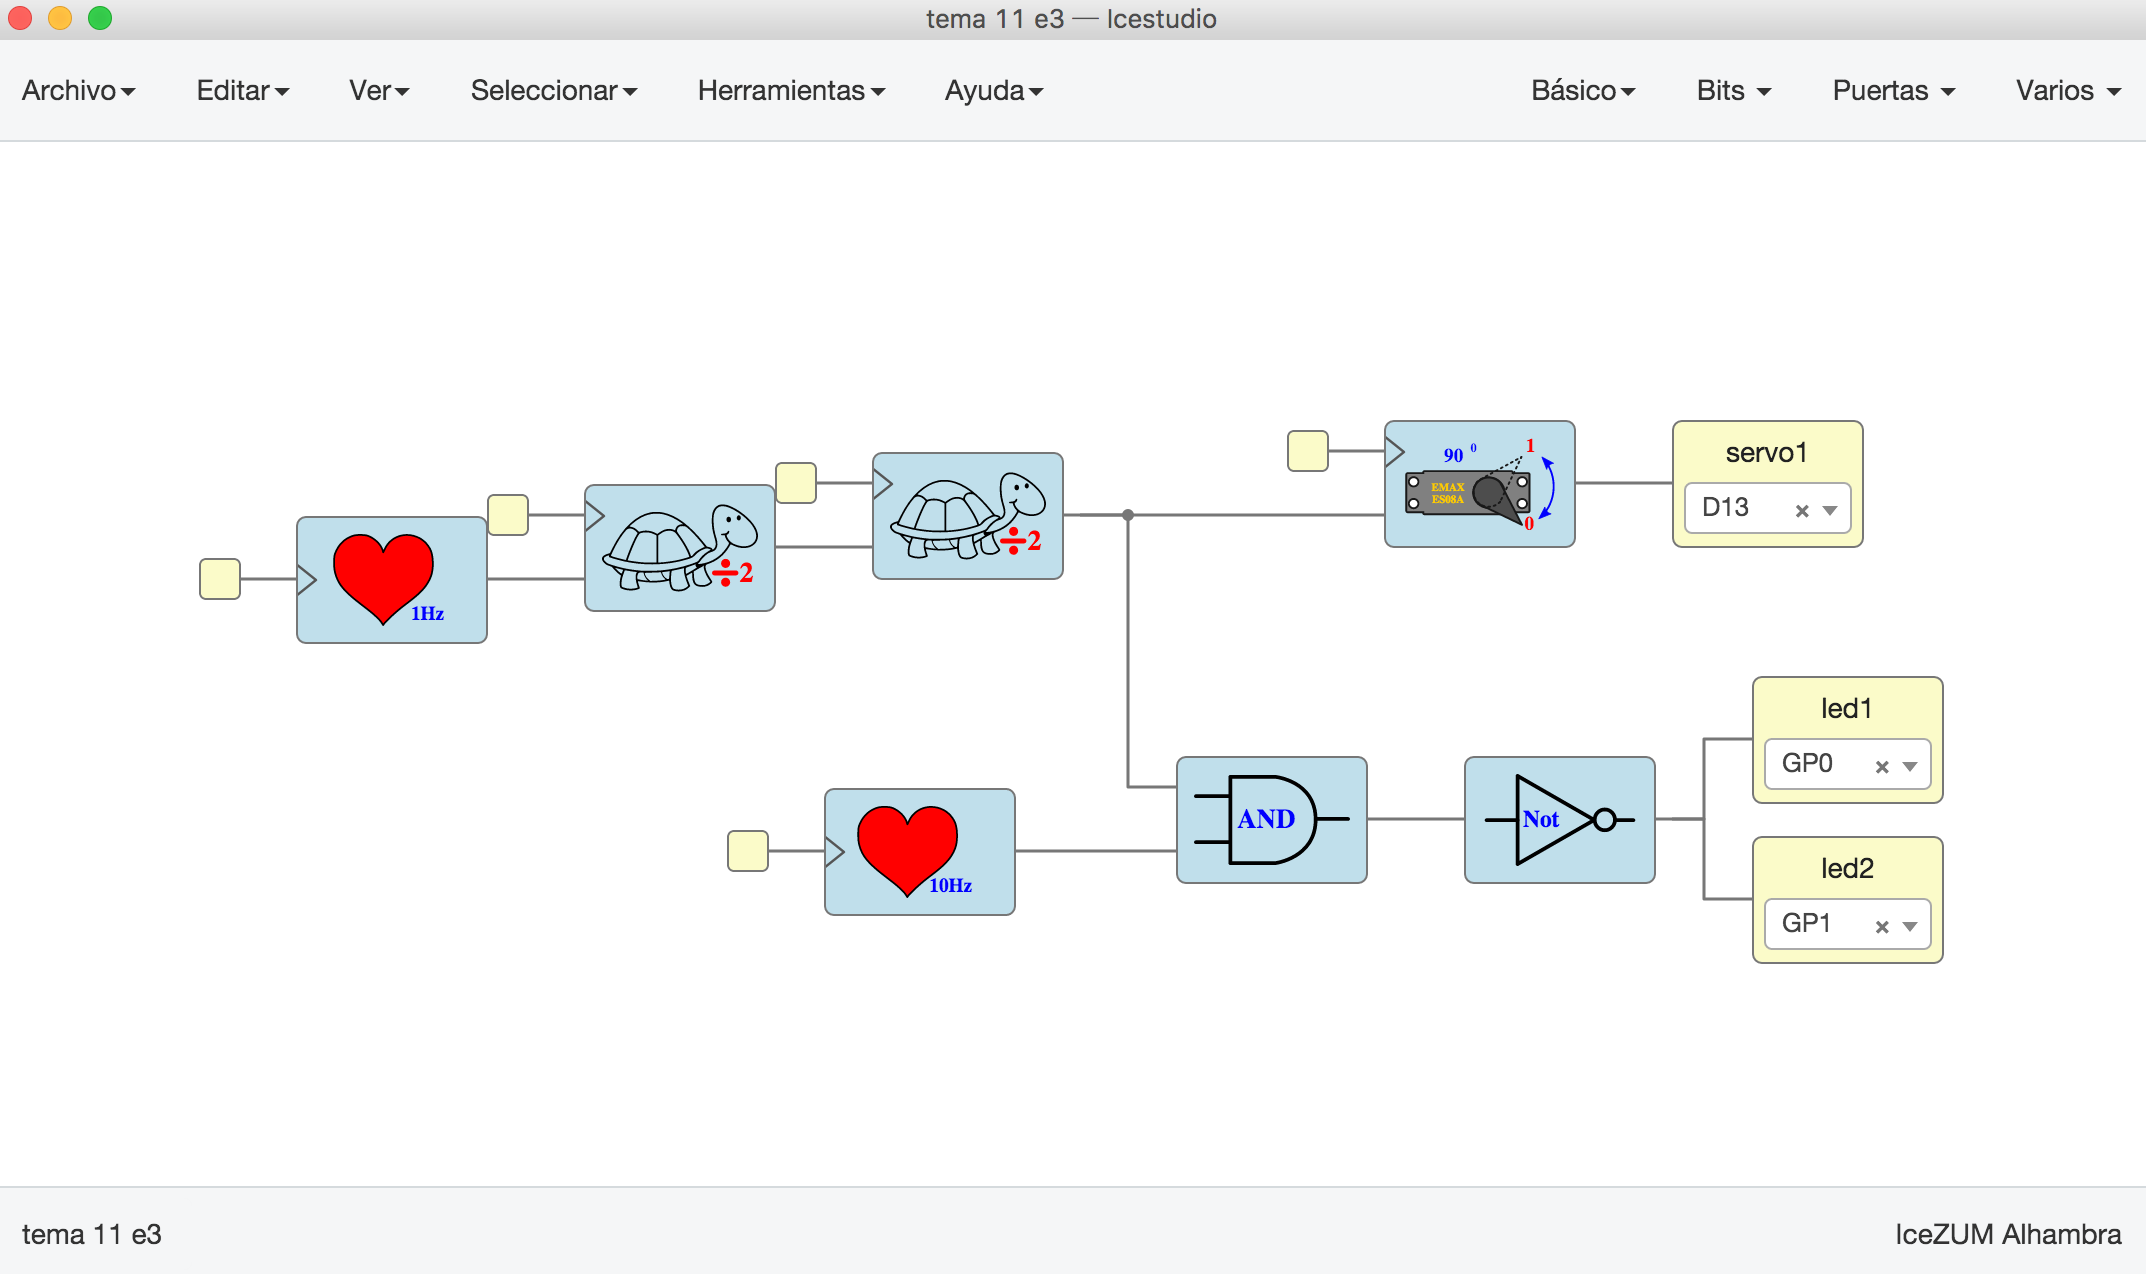 tema 11 e3 — Icestudio
Archivo Editar Ver Seleccionar Herramientas Ayuda Básico Bits Puertas Varios
90 0 1
EMAX
ES08A
0
servo1
D13
÷2
÷2
1Hz
led1
GP0
AND
Not
10Hz
led2
GP1
tema 11 e3
IceZUM Alhambra